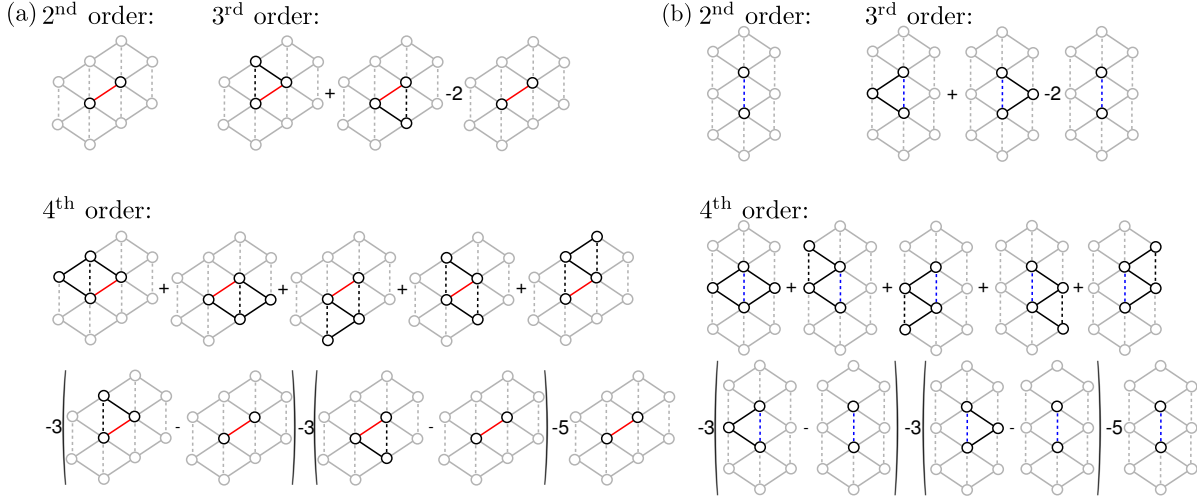 (a) 2nd order: 3rd order:
+ -2
4th order:
+ + + +
-3 ( - ) -3 ( - ) -5
(b) 2nd order: 3rd order:
+ -2
4th order:
+ + + +
-3 ( - ) -3 ( - ) -5